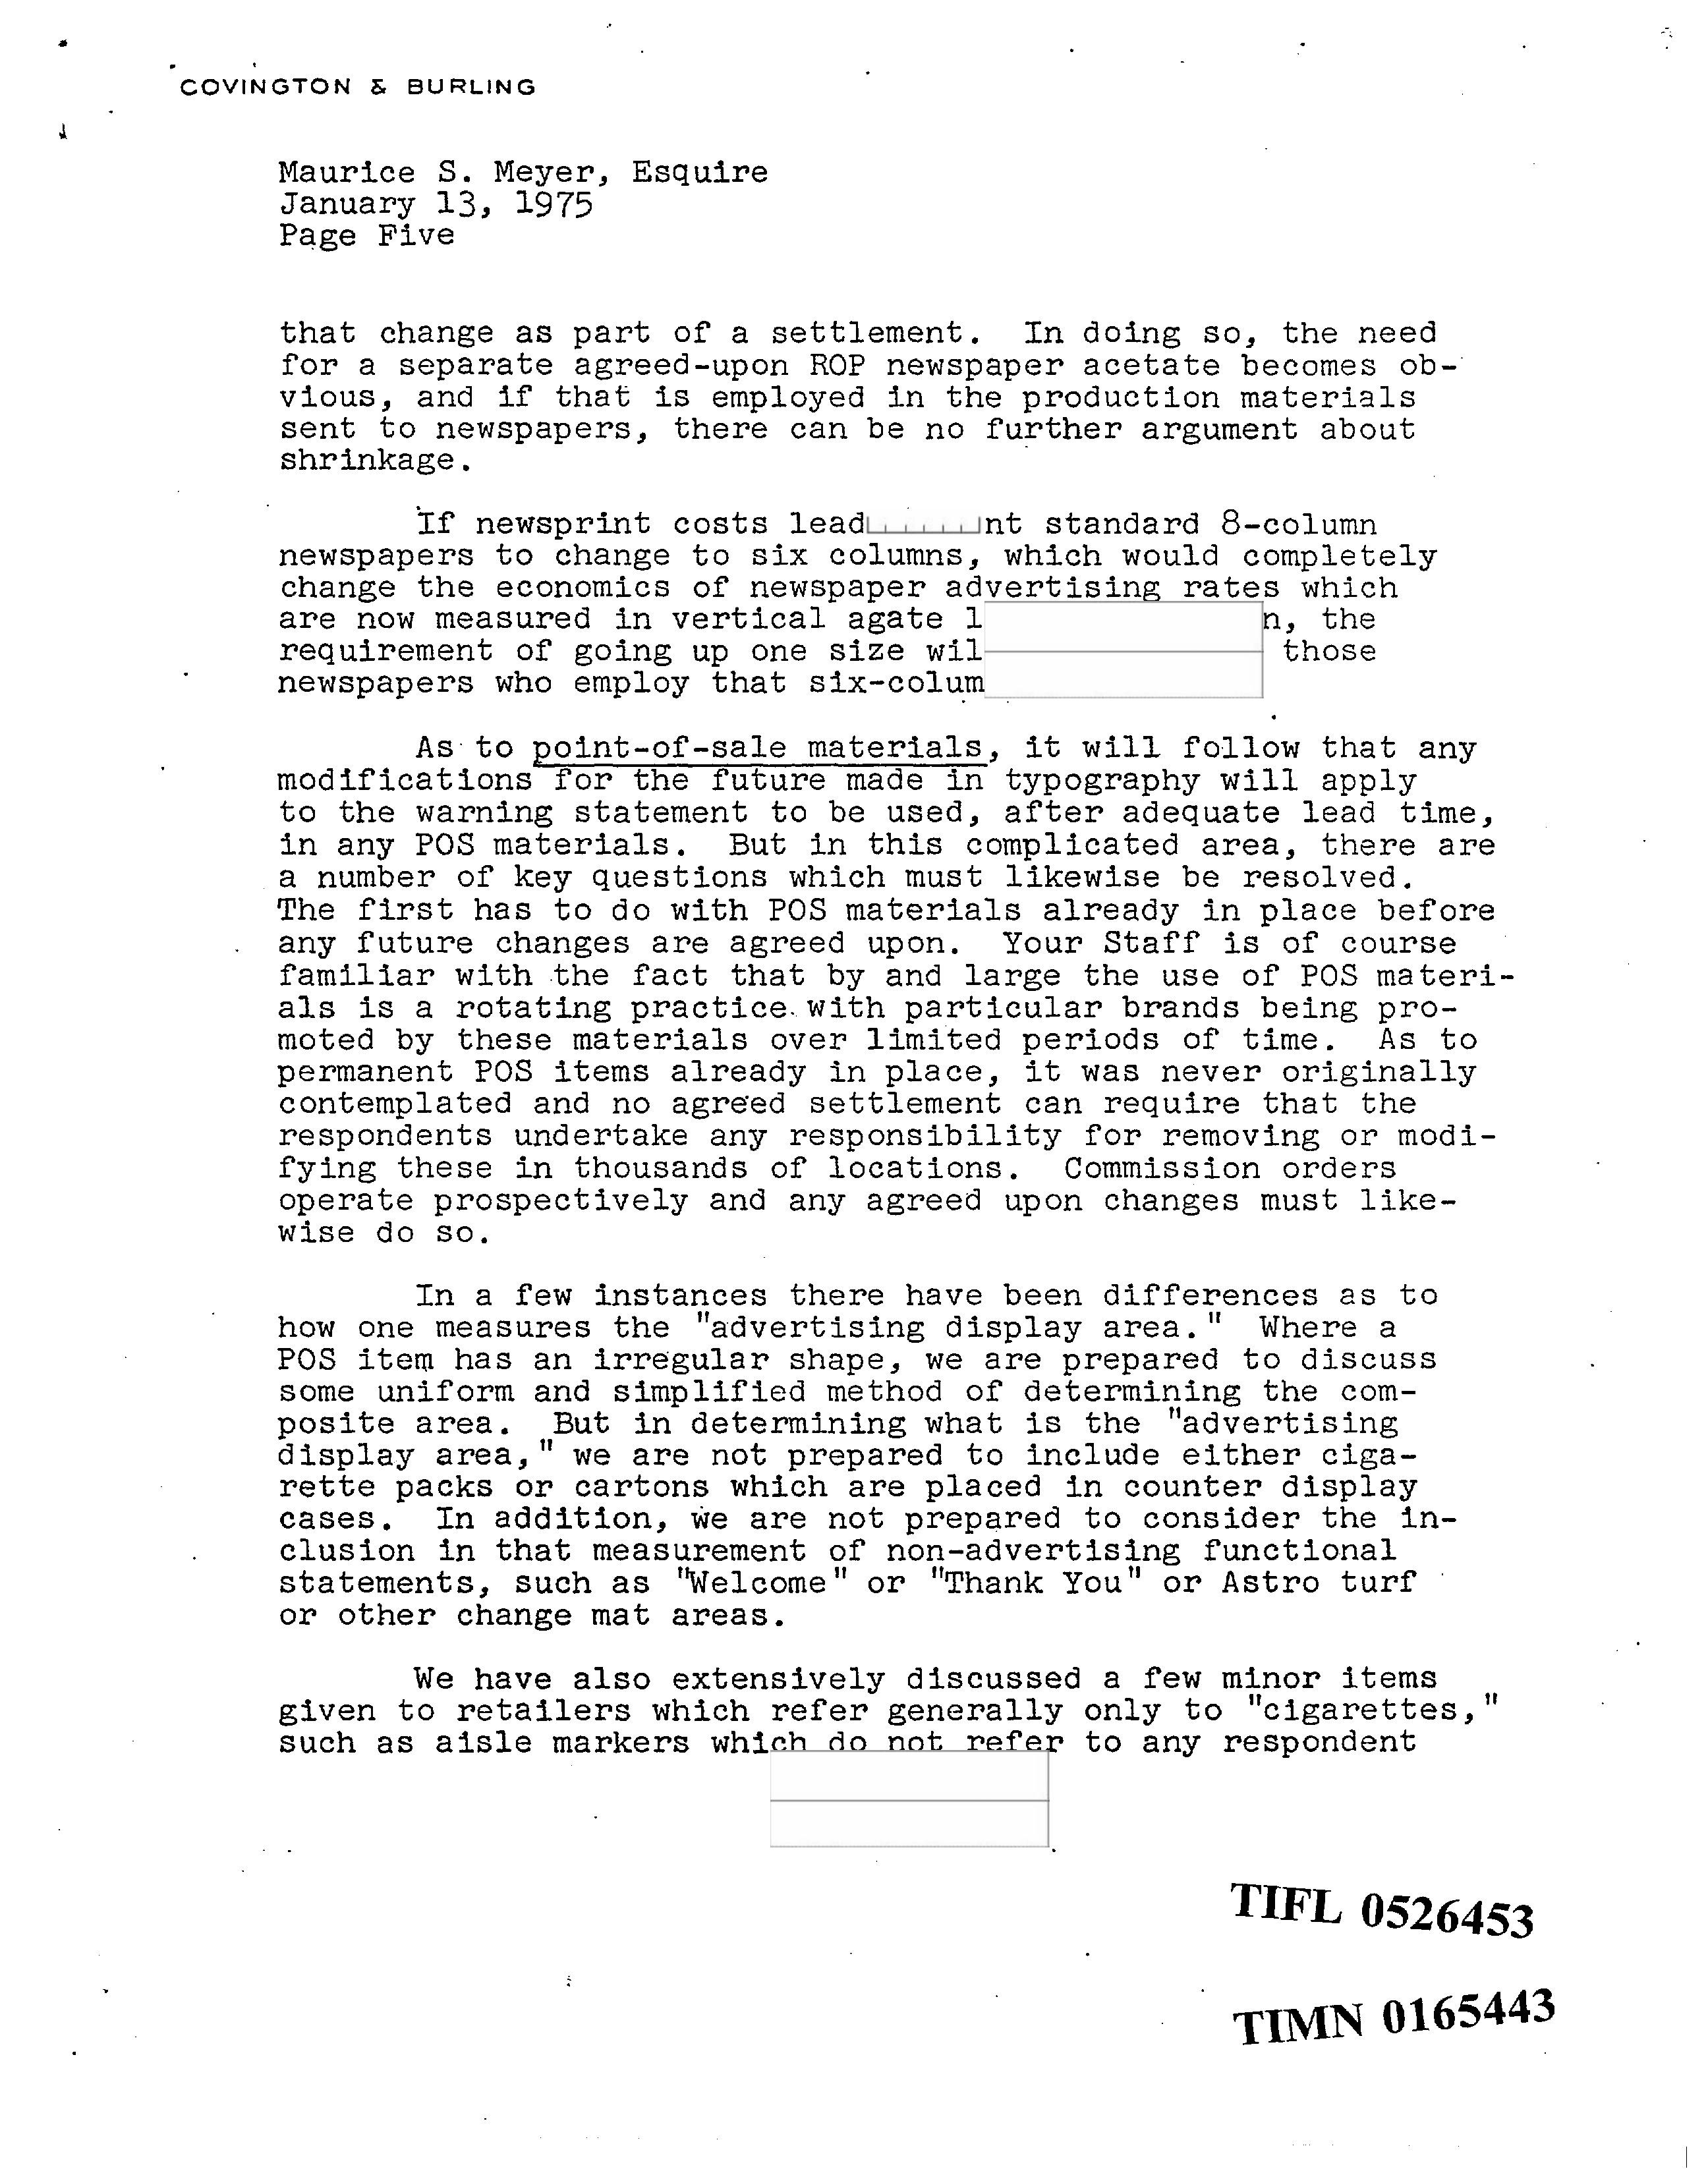 COVINGTON & BURLING
Maurice S. Meyer, Esquire
January 13, 1975
Page Five
that change as part of a settlement. In doing so, the need
for a separate agreed-upon ROP newspaper acetate becomes ob-
vious, and if that is employed in the production materials
sent to newspapers, there can be no further argument about
shrinkage.
If newsprint costs lead standard 8-column
newspapers to change to six columns, which would completely
change the economics of newspaper advertising rates which
are now measured in vertical agate the
requirement of going up one size those
newspapers who employ that
As to point-of-sale materials, it will follow that any
modifications for the future made in typography will apply
to the warning statement to be used, after adequate lead time,
in any POS materials. But in this complicated area, there are
a number of key questions which must likewise be resolved.
The first has to do with POS materials already in place before
any future changes are agreed upon. Your Staff is of course
familiar with the fact that by and large the use of POS materi-
als is a rotating practice with particular brands being pro-
moted by these materials over limited periods of time. As to
permanent POS items already in place, it was never originally
contemplated and no agreed settlement can require that the
respondents undertake any responsibility for removing or modi-
fying these in thousands of locations. Commission orders
operate prospectively and any agreed upon changes must like-
wise do so.
In a few instances there have been differences as to
how one measures the "advertising display area." Where a
POS item has an irregular shape, we are prepared to discuss
some uniform and simplified method of determining the com-
posite area. But in determining what is the "advertising
display area," we are not prepared to include either ciga-
rette packs or cartons which are placed in counter display
cases. In addition, we are not prepared to consider the in-
clusion in that measurement of non-advertising functional
statements, such as "Welcome" or "Thank You" or Astro turf
or other change mat areas.
We have also extensively discussed a few minor items
given to retailers which refer generally only to "cigarettes,"
such as aisle markers which do not refer to any respondent
TIFL 0526453
TIMN 0165443